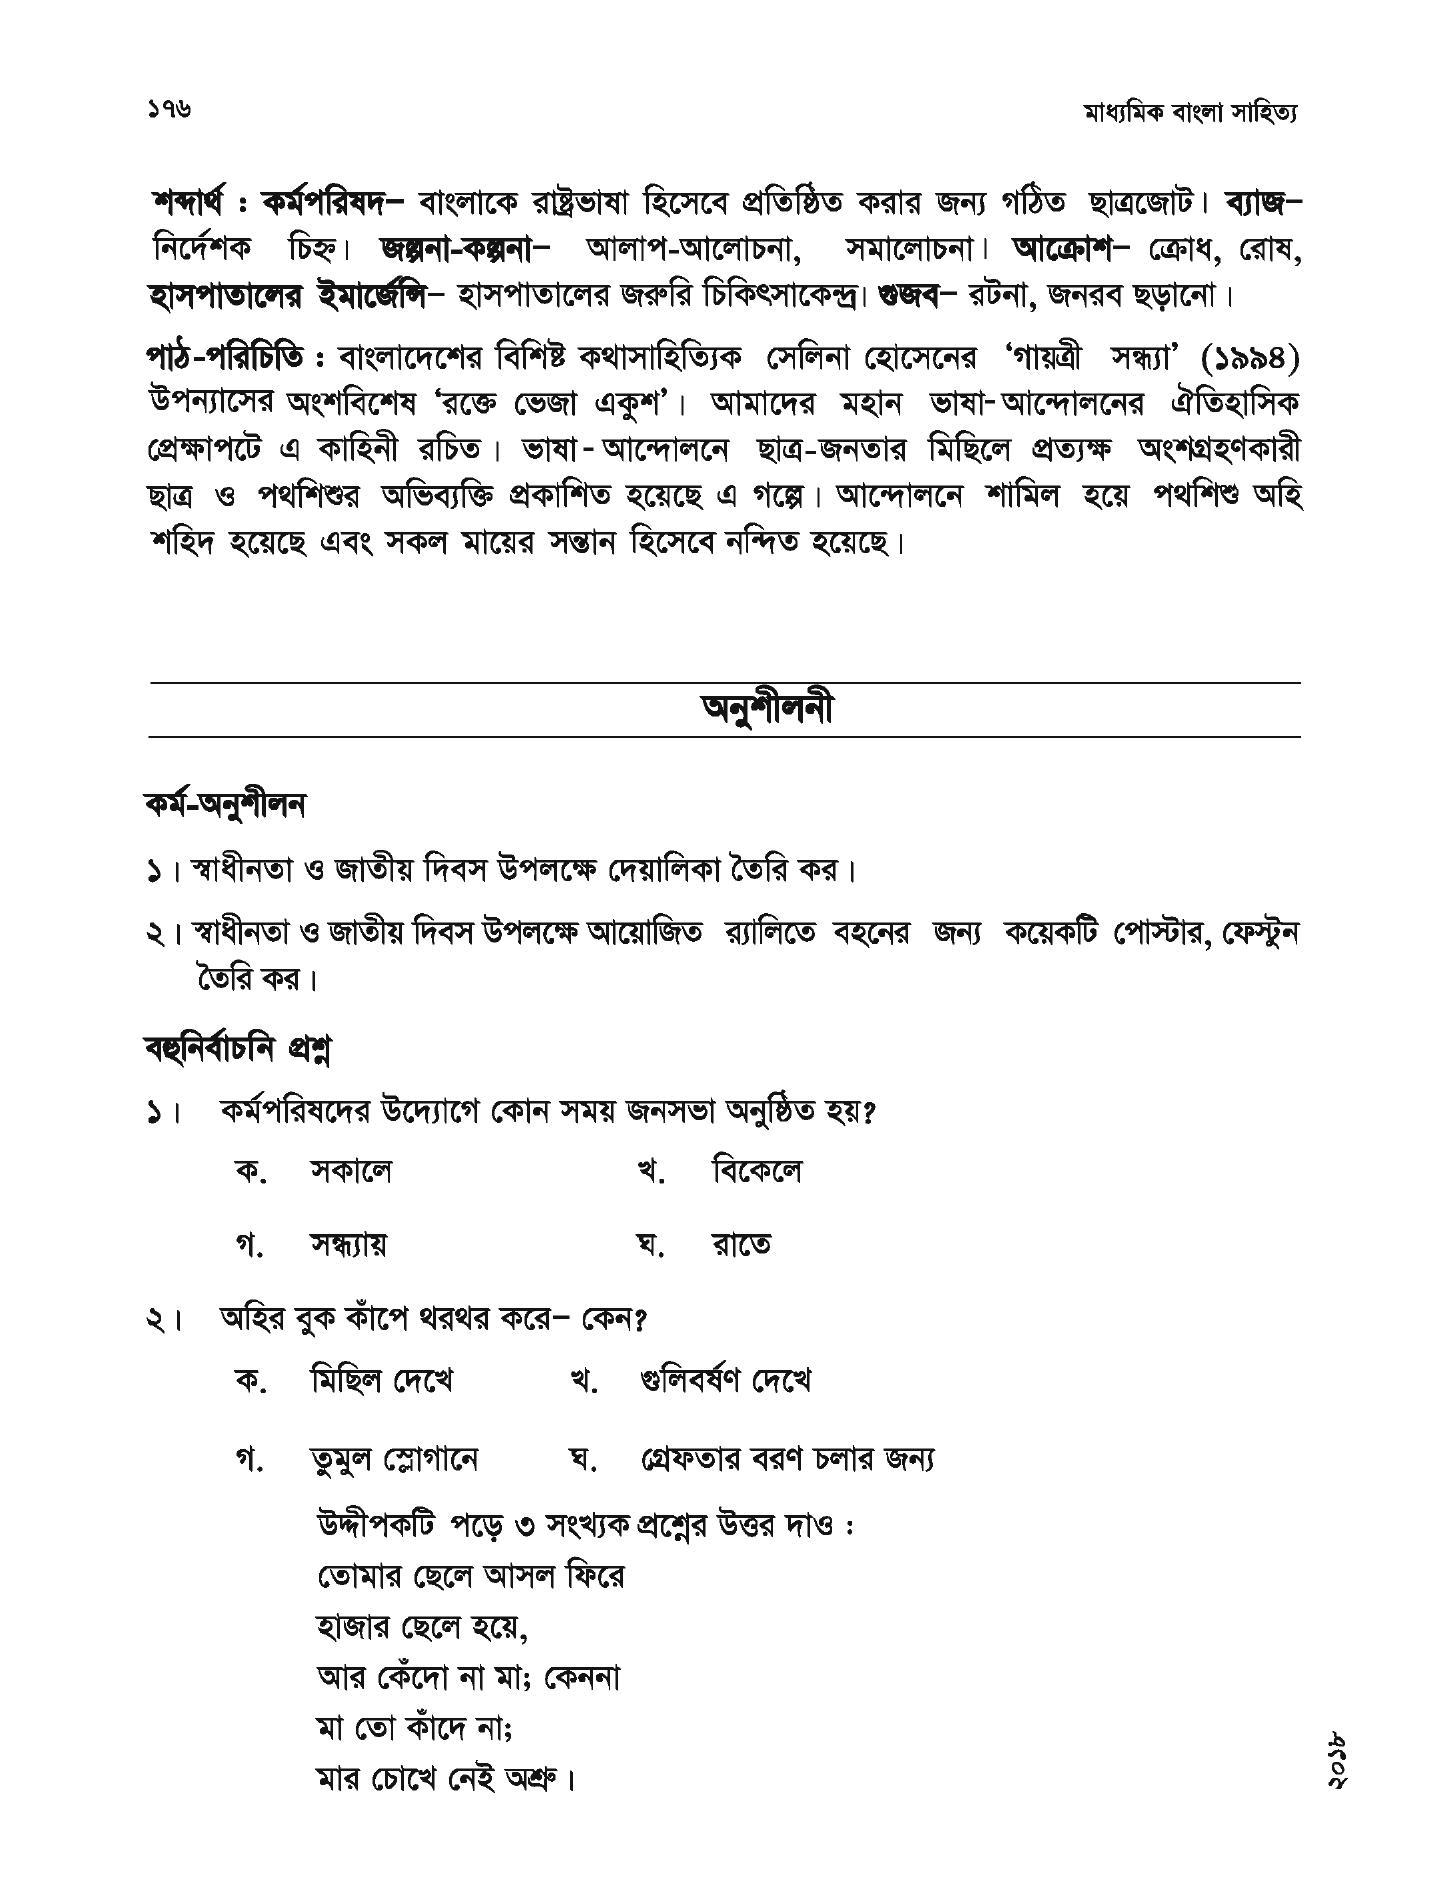 ১৭৬
মাধ্যমিক বাংলা সাহিত্য
শব্দার্থ : কর্মপরিষদ– বাংলাকে রাষ্ট্রভাষা হিসেবে প্রতিষ্ঠিত করার জন্য গঠিত ছাত্রজোট। ব্যাজ–
নির্দেশক চিহ্ন। জল্পনা-কল্পনা– আলাপ-আলোচনা, সমালোচনা। আক্রোশ– ক্রোধ, রোষ,
হাসপাতালের ইমার্জেন্সি– হাসপাতালের জরুরি চিকিৎসাকেন্দ্র। গুজব– রটনা, জনরব ছড়ানো।
পাঠ-পরিচিতি : বাংলাদেশের বিশিষ্ট কথাসাহিত্যিক সেলিনা হোসেনের ‘গায়ত্রী সন্ধ্যা’ (১৯৯৪)
উপন্যাসের অংশবিশেষ ‘রক্তে ভেজা একুশ’। আমাদের মহান ভাষা-আন্দোলনের ঐতিহাসিক
প্রেক্ষাপটে এ কাহিনী রচিত। ভাষা-আন্দোলনে ছাত্র-জনতার মিছিলে প্রত্যক্ষ অংশগ্রহণকারী
ছাত্র ও পথশিশুর অভিব্যক্তি প্রকাশিত হয়েছে এ গল্পে। আন্দোলনে শামিল হয়ে পথশিশু অহি
শহিদ হয়েছে এবং সকল মায়ের সন্তান হিসেবে নন্দিত হয়েছে।
অনুশীলনী
কর্ম-অনুশীলন
১। স্বাধীনতা ও জাতীয় দিবস উপলক্ষে দেয়ালিকা তৈরি কর।
২। স্বাধীনতা ও জাতীয় দিবস উপলক্ষে আয়োজিত র‍্যালিতে বহনের জন্য কয়েকটি পোস্টার, ফেস্টুন
তৈরি কর।
বহুনির্বাচনি প্রশ্ন
১। কর্মপরিষদের উদ্যোগে কোন সময় জনসভা অনুষ্ঠিত হয়?
ক. সকালে খ. বিকেলে
গ. সন্ধ্যায় ঘ. রাতে
২। অহির বুক কাঁপে থরথর করে– কেন?
ক. মিছিল দেখে খ. গুলিবর্ষণ দেখে
গ. তুমুল স্লোগানে ঘ. গ্রেফতার বরণ চলার জন্য
উদ্দীপকটি পড়ে ৩ সংখ্যক প্রশ্নের উত্তর দাও :
তোমার ছেলে আসল ফিরে
হাজার ছেলে হয়ে,
আর কেঁদো না মা; কেননা
মা তো কাঁদে না;
মার চোখে নেই অশ্রু।
২০১৮